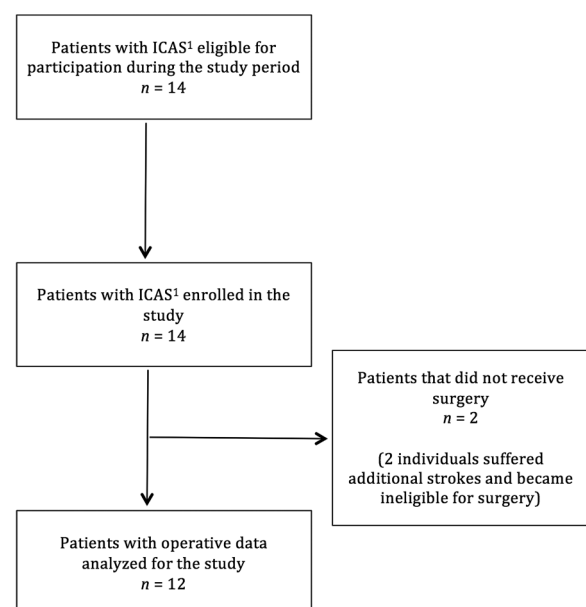 Patients with ICAS¹ eligible for
participation during the study period
n = 14
Patients with ICAS¹ enrolled in the
study
n = 14
Patients that did not receive
surgery
n = 2
(2 individuals suffered
additional strokes and became
ineligible for surgery)
Patients with operative data
analyzed for the study
n = 12